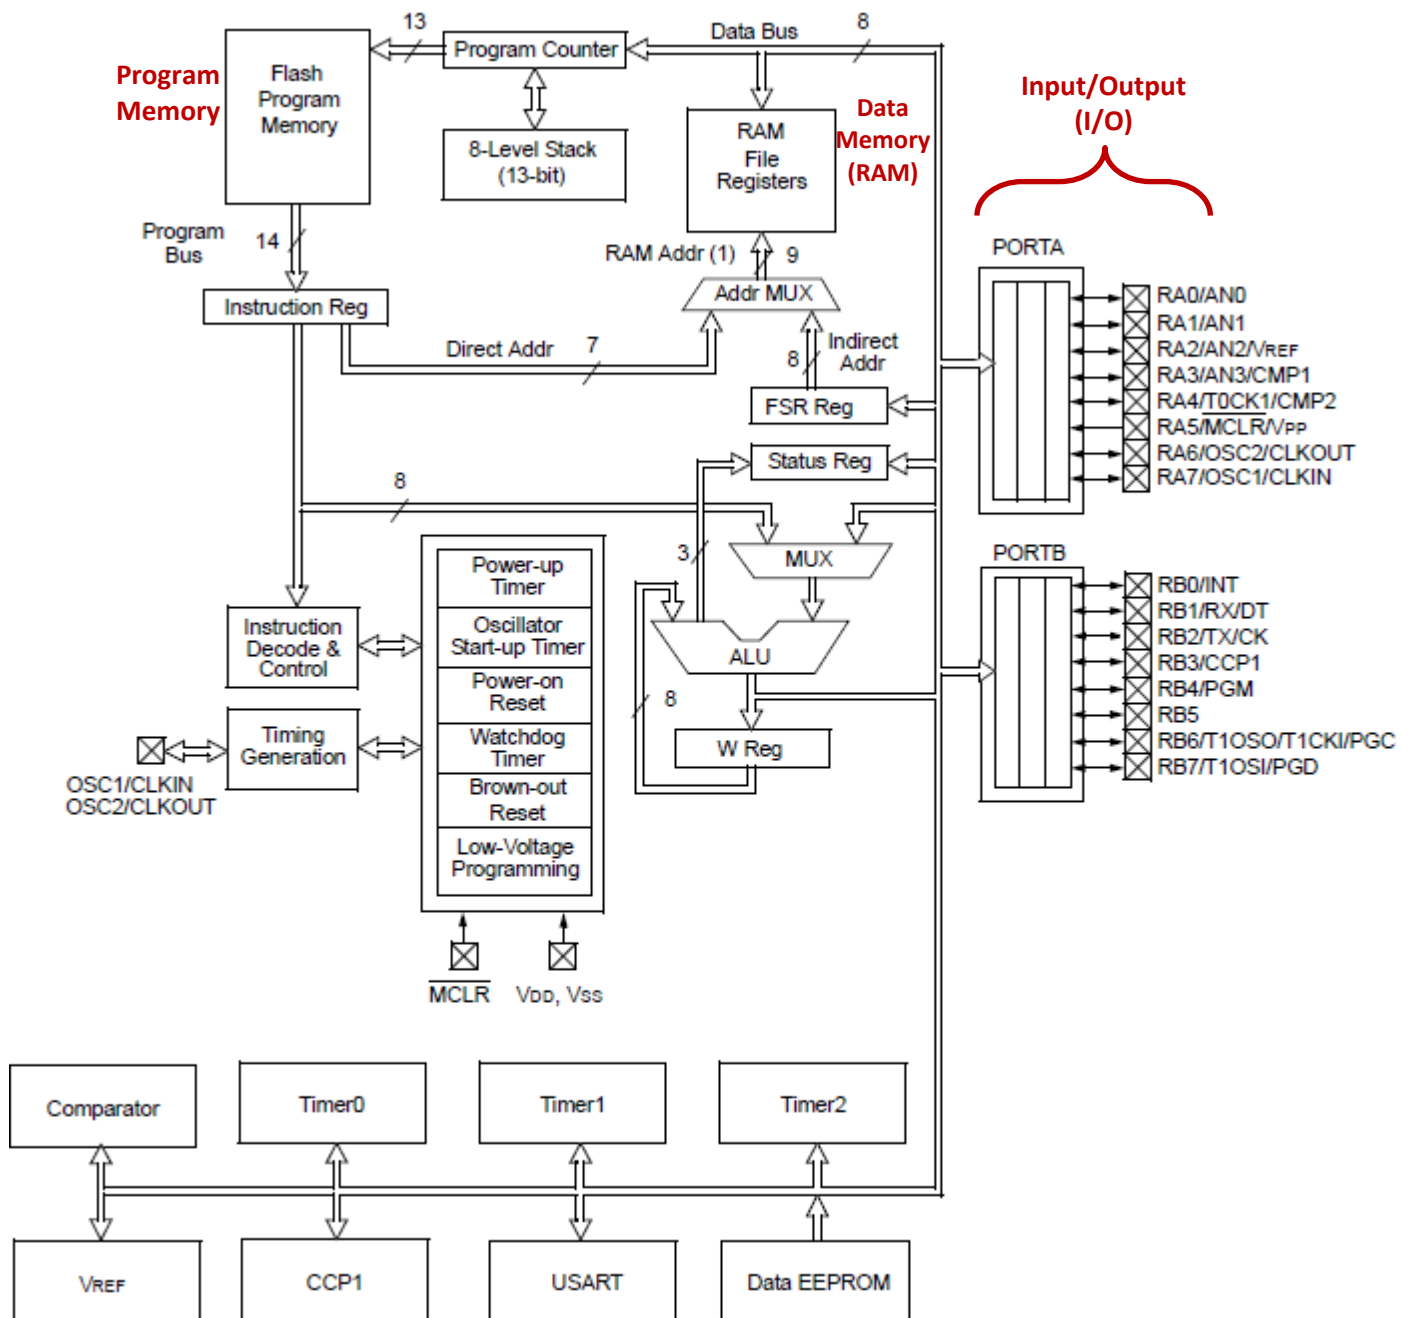 13
Program Counter
Data Bus
8
Program
Memory
Flash
Program
Memory
8-Level Stack
(13-bit)
RAM
File
Registers
Data
Memory
(RAM)
Input/Output
(I/O)
Program
Bus
14
RAM Addr (1)
9
Addr MUX
Instruction Reg
Direct Addr
7
Indirect
Addr
8
FSR Reg
Status Reg
PORTA
RA0/AN0
RA1/AN1
RA2/AN2/VREF
RA3/AN3/CMP1
RA4/T0CK1/CMP2
RA5/MCLR/VPP
RA6/OSC2/CLKOUT
RA7/OSC1/CLKIN
8
3
MUX
ALU
8
W Reg
PORTB
RB0/INT
RB1/RX/DT
RB2/TX/CK
RB3/CCP1
RB4/PGM
RB5
RB6/T1OSO/T1CKI/PGC
RB7/T1OSI/PGD
Instruction
Decode &
Control
Timing
Generation
OSC1/CLKIN
OSC2/CLKOUT
Power-up
Timer
Oscillator
Start-up Timer
Power-on
Reset
Watchdog
Timer
Brown-out
Reset
Low-Voltage
Programming
MCLR
VDD, VSS
Comparator
Timer0
Timer1
Timer2
VREF
CCP1
USART
Data EEPROM